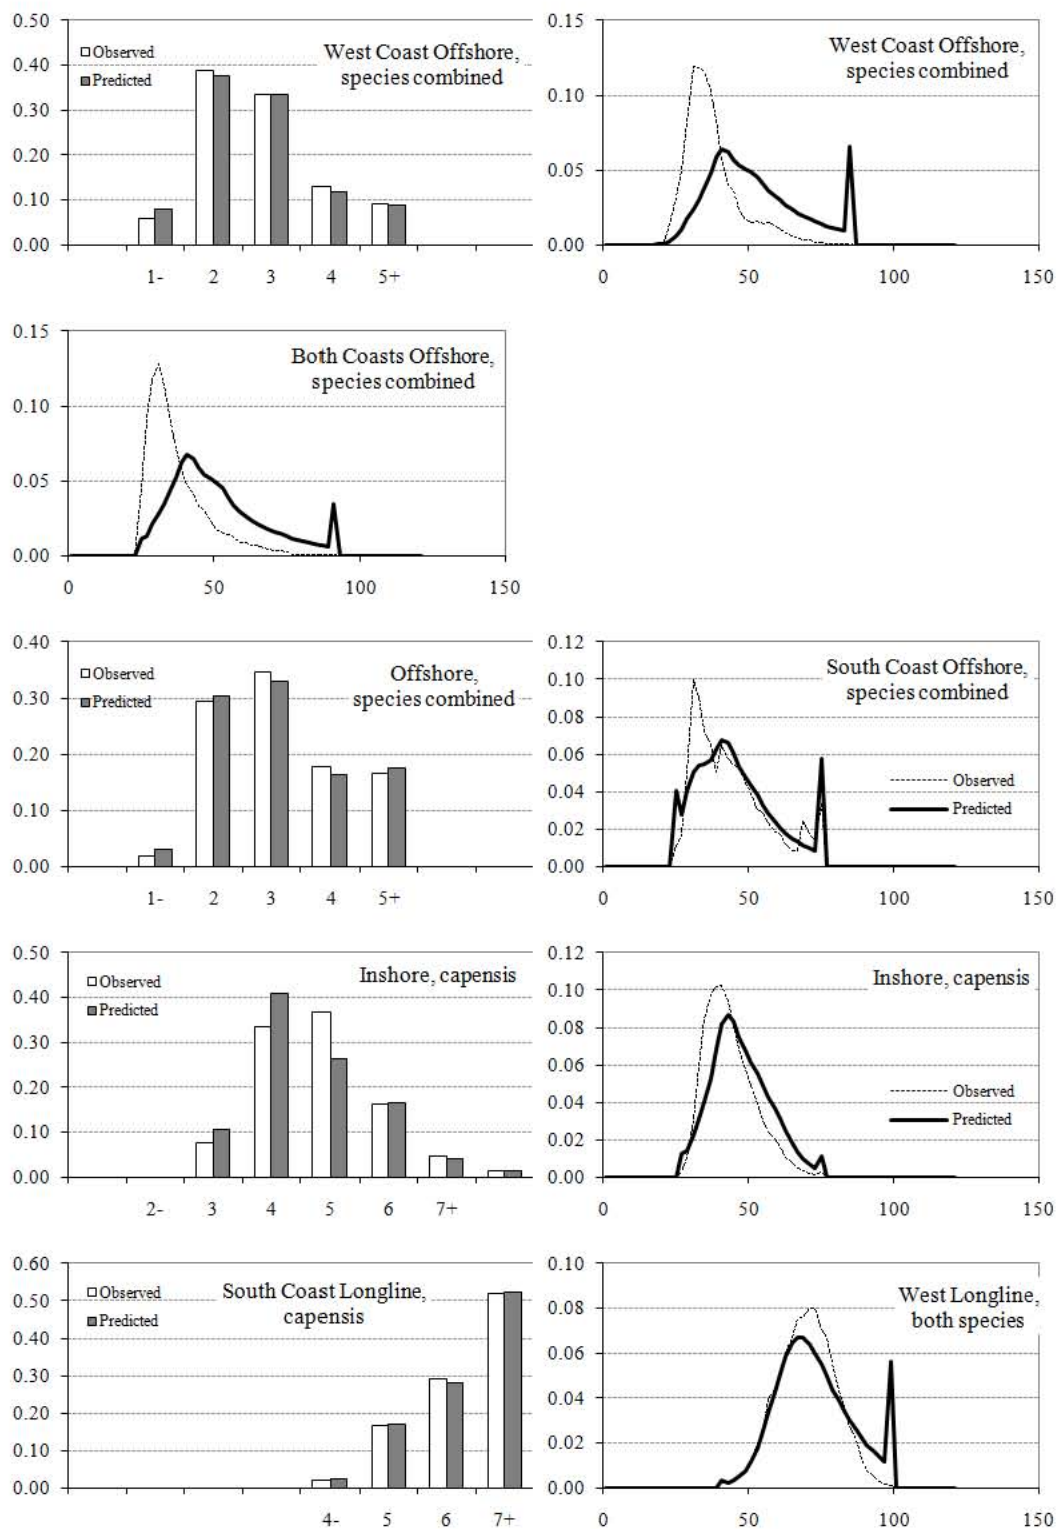 0.50
0.40
0.30
0.20
0.10
0.00
Observed
Predicted
West Coast Offshore,
species combined
1- 2 3 4 5+
0.15
0.10
0.05
0.00
West Coast Offshore,
species combined
0 50 100 150
0.15
0.10
0.05
0.00
Both Coasts Offshore,
species combined
0 50 100 150
0.40
0.30
0.20
0.10
0.00
Observed
Predicted
Offshore,
species combined
1- 2 3 4 5+
0.12
0.10
0.08
0.06
0.04
0.02
0.00
South Coast Offshore,
species combined
Observed
Predicted
0 50 100 150
0.50
0.40
0.30
0.20
0.10
0.00
Observed
Predicted
Inshore, capensis
2- 3 4 5 6 7+
0.12
0.10
0.08
0.06
0.04
0.02
0.00
Inshore, capensis
Observed
Predicted
0 50 100 150
0.60
0.50
0.40
0.30
0.20
0.10
0.00
Observed
Predicted
South Coast Longline,
capensis
4- 5 6 7+
0.10
0.08
0.06
0.04
0.02
0.00
West Longline,
both species
0 50 100 150